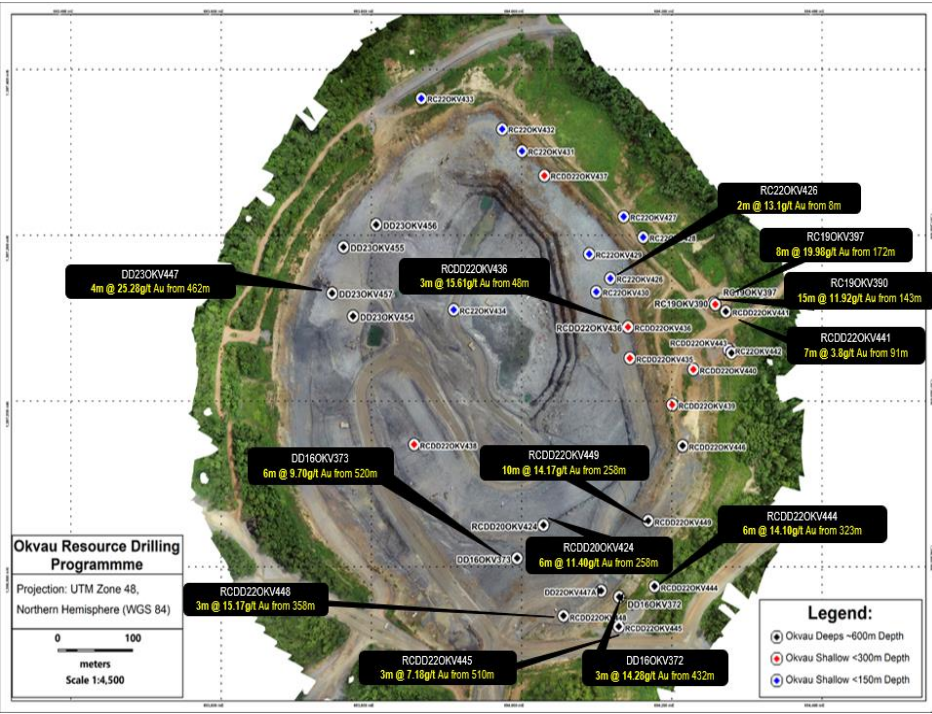 RC22OKV433
RC22OKV432
RC22OKV431
RCDD22OKV437
RC22OKV426
2m @ 13.1g/t Au from 8m
RC22OKV427
RC22OKV428
DD23OKV456
RC19OKV397
8m @ 19.98g/t Au from 172m
DD23OKV455
RC22OKV429
RCDD22OKV436
3m @ 15.61g/t Au from 48m
DD23OKV447
4m @ 25.28g/t Au from 462m
RC22OKV426
RC19OKV390
15m @ 11.92g/t Au from 143m
DD23OKV457
RC22OKV430
RC19OKV397
RC19OKV390
RC22OKV434
RCDD22OKV441
DD23OKV454
RCDD22OKV436
RCDD22OKV436
RCDD22OKV441
7m @ 3.8g/t Au from 91m
RCDD22OKV443
RC22OKV442
RCDD22OKV435
RCDD22OKV440
RCDD22OKV439
RCDD22OKV438
RCDD22OKV446
DD16OKV373
6m @ 9.70g/t Au from 520m
RCDD22OKV449
10m @ 14.17g/t Au from 258m
RCDD20OKV424
RCDD22OKV449
RCDD22OKV444
6m @ 14.10g/t Au from 323m
RCDD20OKV424
6m @ 11.40g/t Au from 258m
DD16OKV373
Okvau Resource Drilling
Programmme
Projection: UTM Zone 48,
Northern Hemisphere (WGS 84)
0 100
meters
Scale 1:4,500
RCDD22OKV448
3m @ 15.17g/t Au from 358m
DD22OKV447A
RCDD22OKV444
DD16OKV372
RCDD22OKV448
RCDD22OKV445
RCDD22OKV445
3m @ 7.18g/t Au from 510m
DD16OKV372
3m @ 14.28g/t Au from 432m
Legend:
Okvau Deeps ~600m Depth
Okvau Shallow <300m Depth
Okvau Shallow <150m Depth